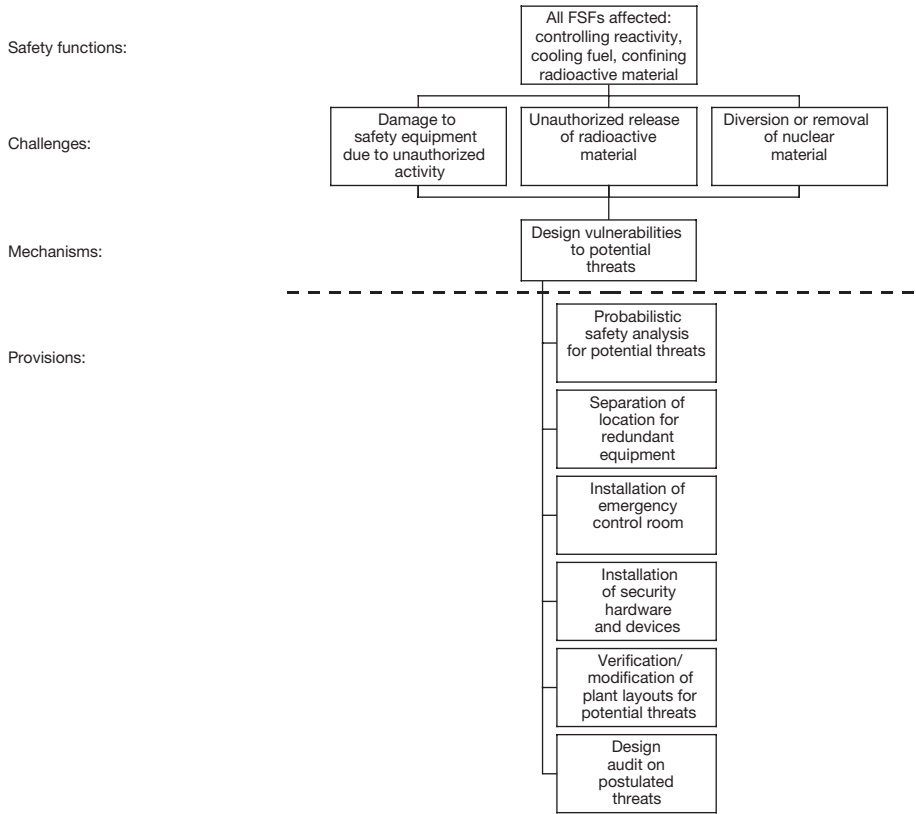 Safety functions:
All FSFs affected:
controlling reactivity,
cooling fuel, confining
radioactive material
Challenges:
Damage to
safety equipment
due to unauthorized
activity
Unauthorized release
of radioactive
material
Diversion or removal
of nuclear
material
Mechanisms:
Design vulnerabilities
to potential
threats
Provisions:
Probabilistic
safety analysis
for potential threats
Separation of
location for
redundant
equipment
Installation of
emergency
control room
Installation
of security
hardware
and devices
Verification/
modification of
plant layouts for
potential threats
Design
audit on
postulated
threats